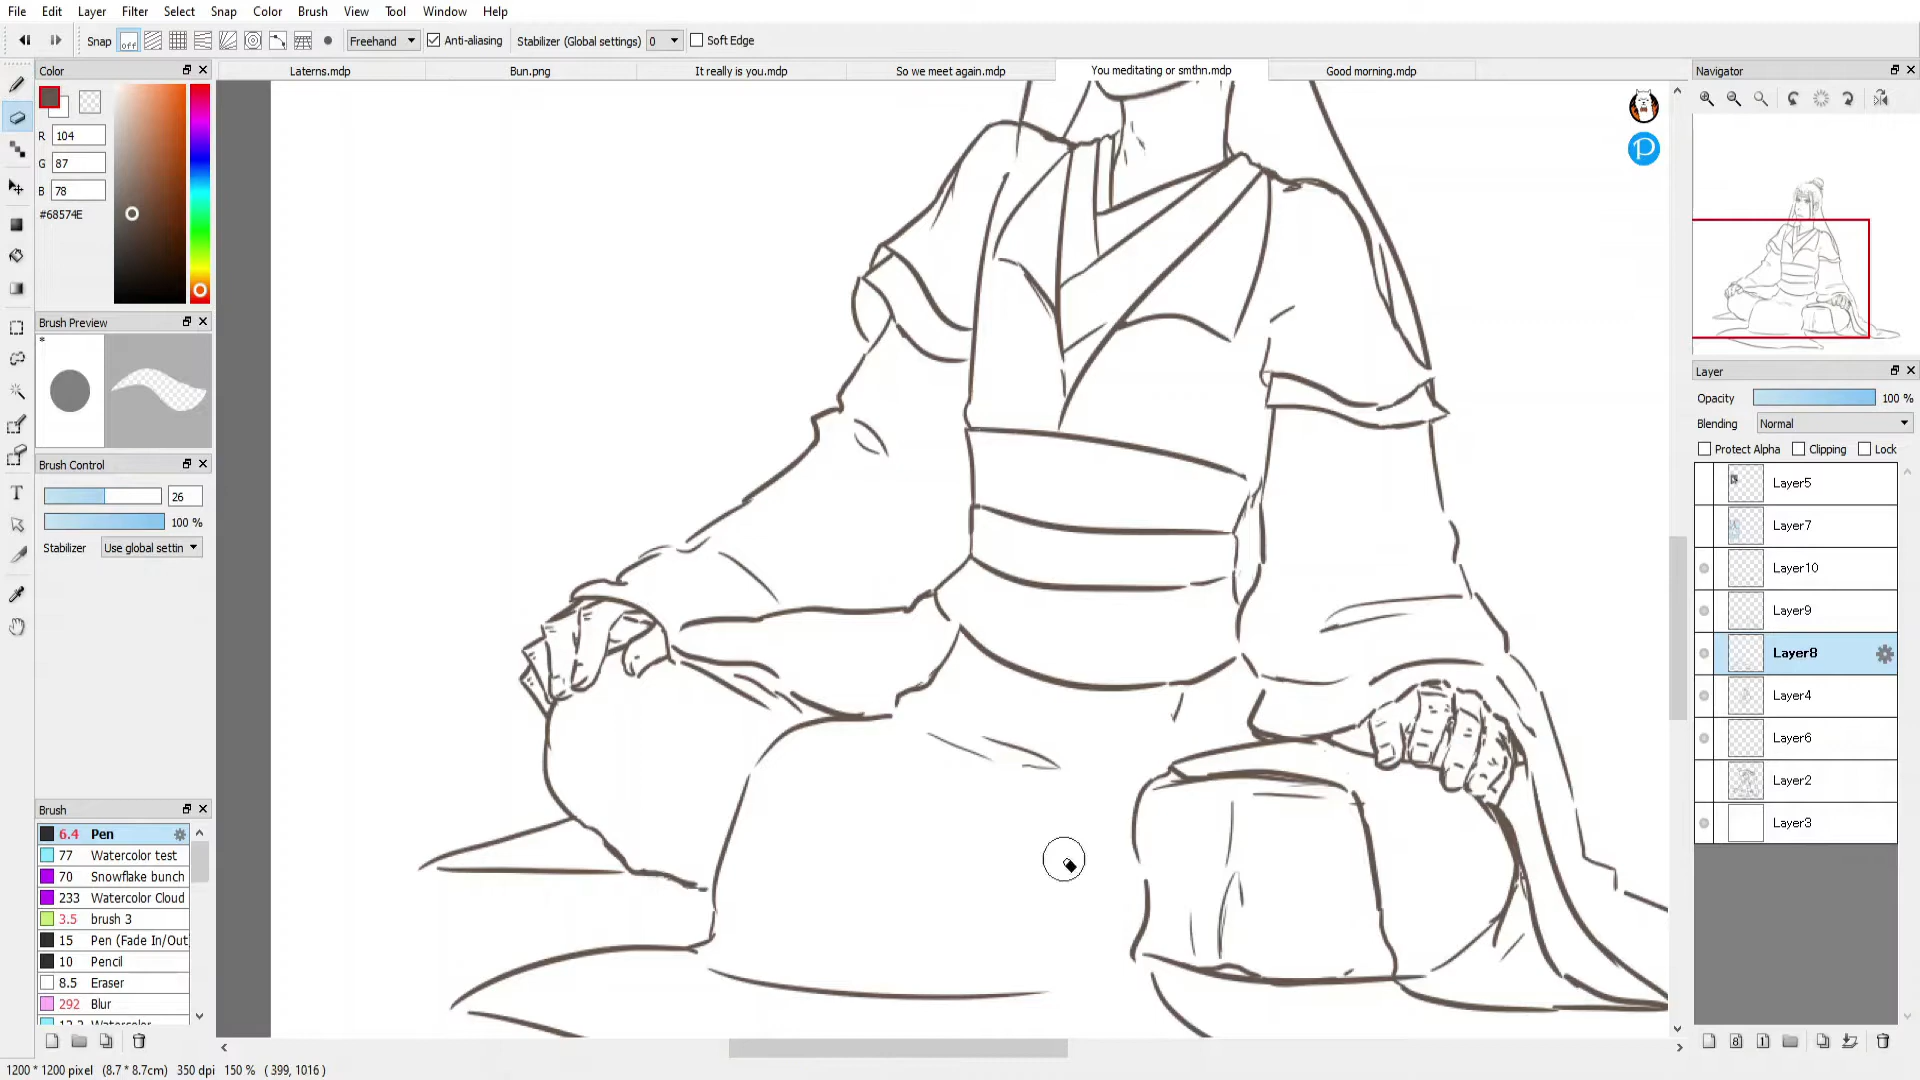 File Edit Layer Filter Select Snap Color Brush View Tool Window Help
Snap off Freehand Anti-aliasing Stabilizer (Global settings) 0 Soft Edge
Color Laterns.mdp Bun.png It really is you.mdp So we meet again.mdp You meditating or smthn.mdp Good morning.mdp Navigator
R 104
G 87
B 78
#68574E
Brush Preview
*
Brush Control
26
100 %
Stabilizer Use global settin
Brush
6.4 Pen
77 Watercolor test
70 Snowflake bunch
233 Watercolor Cloud
3.5 brush 3
15 Pen (Fade In/Out
10 Pencil
8.5 Eraser
292 Blur
Layer
Opacity 100 %
Blending Normal
Protect Alpha Clipping Lock
Layer5
Layer7
Layer10
Layer9
Layer8
Layer4
Layer6
Layer2
Layer3
1200 * 1200 pixel (8.7 * 8.7cm) 350 dpi 150 % ( 399, 1016 )